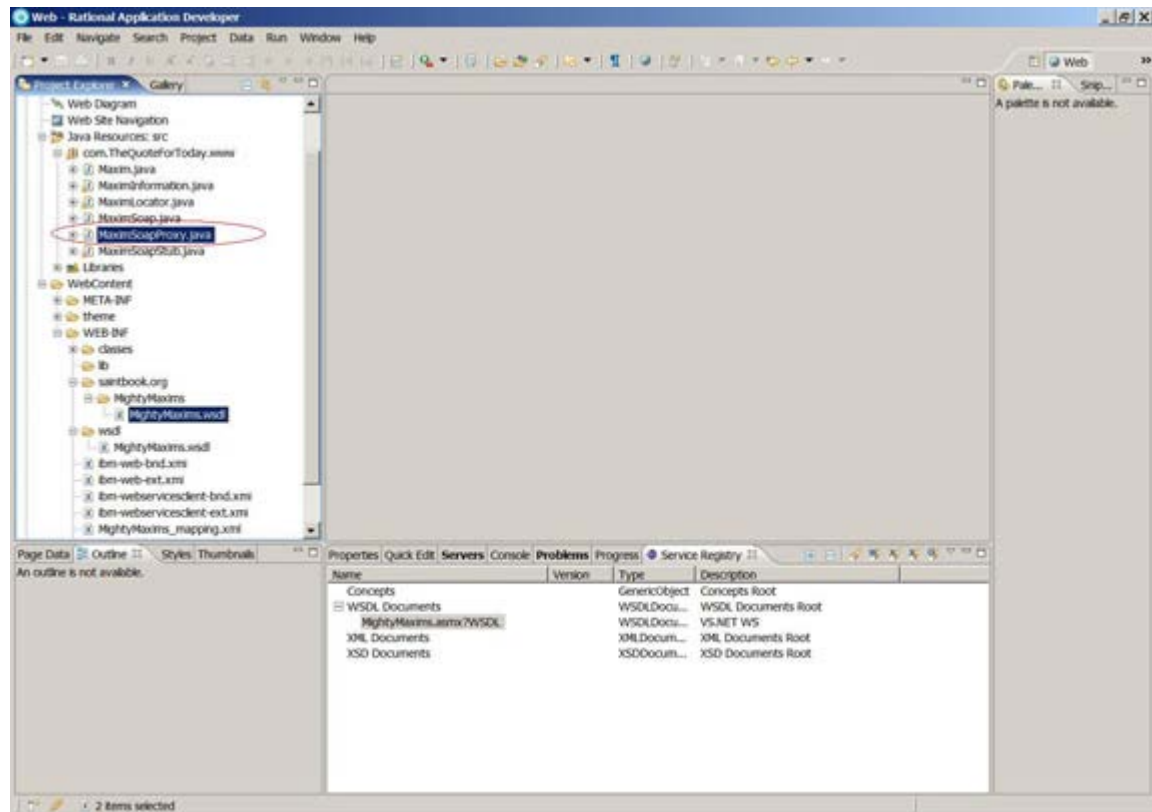 Web - Rational Application Developer
File Edit Navigate Search Project Data Run Window Help
Web
Project Explorer Gallery
Web Diagram
Web Site Navigation
Java Resources: src
com.TheQuoteForToday.www
Maxim.java
MaximInformation.java
MaximLocator.java
MaximSoap.java
MaximSoapProxy.java
MaximSoapStub.java
Libraries
WebContent
META-INF
theme
WEB-INF
classes
lib
saintbook.org
MightyMaxims
MightyMaxims.wsdl
wsdl
MightyMaxims.wsdl
ibm-web-bnd.xmi
ibm-web-ext.xmi
ibm-webservicesclient-bnd.xmi
ibm-webservicesclient-ext.xmi
MightyMaxims_mapping.xml
Pale... Snip...
A palette is not available.
Page Data Outline Styles Thumbnails
An outline is not available.
Properties Quick Edit Servers Console Problems Progress Service Registry
Name Version Type Description
Concepts GenericObject Concepts Root
WSDL Documents WSDLDocu... WSDL Documents Root
MightyMaxims.asmx?WSDL WSDLDocu... VS.NET WS
XML Documents XMLDocum... XML Documents Root
XSD Documents XSDDocum... XSD Documents Root
2 items selected